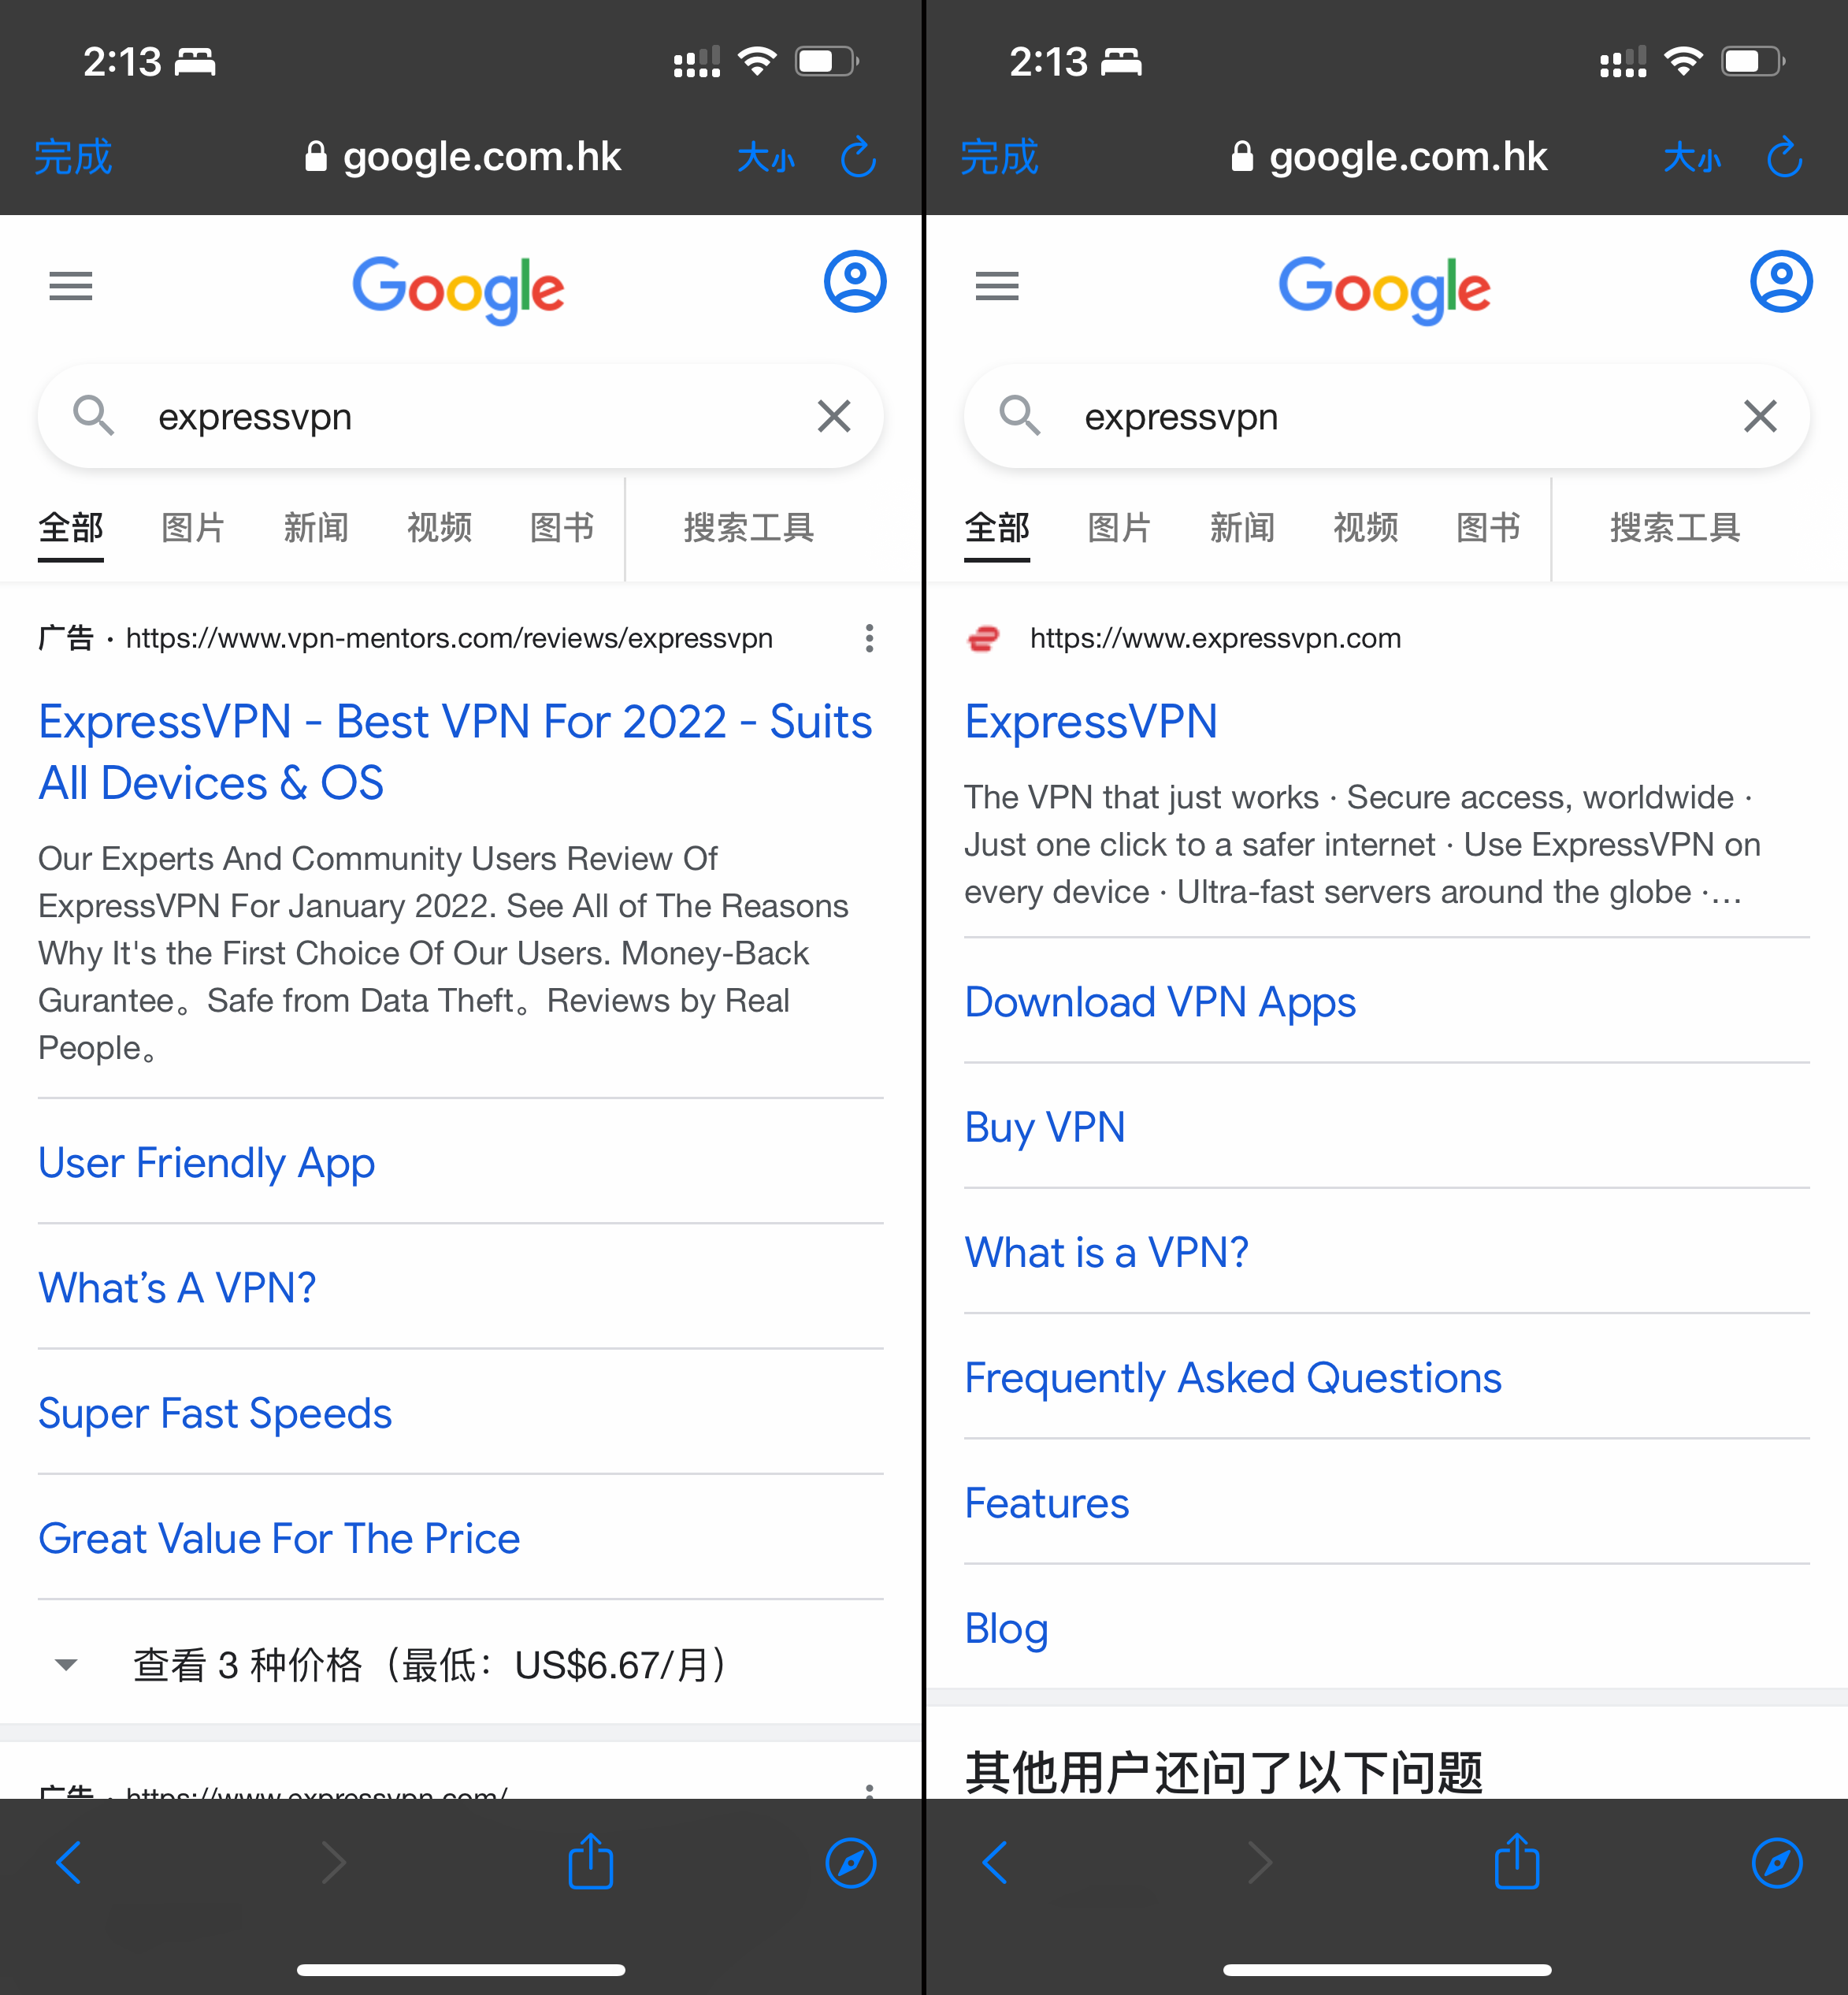 2:13
完成
google.com.hk
大小
Google
expressvpn
全部
图片
新闻
视频
图书
搜索工具
广告 · https://www.vpn-mentors.com/reviews/expressvpn
ExpressVPN - Best VPN For 2022 - Suits
All Devices & OS
Our Experts And Community Users Review Of
ExpressVPN For January 2022. See All of The Reasons
Why It's the First Choice Of Our Users. Money-Back
Gurantee。Safe from Data Theft。Reviews by Real
People。
User Friendly App
What’s A VPN?
Super Fast Speeds
Great Value For The Price
查看 3 种价格（最低：US$6.67/月）
广告 · https://www.expressvpn.com/
2:13
完成
google.com.hk
大小
Google
expressvpn
全部
图片
新闻
视频
图书
搜索工具
https://www.expressvpn.com
ExpressVPN
The VPN that just works · Secure access, worldwide ·
Just one click to a safer internet · Use ExpressVPN on
every device · Ultra-fast servers around the globe ·...
Download VPN Apps
Buy VPN
What is a VPN?
Frequently Asked Questions
Features
Blog
其他用户还问了以下问题